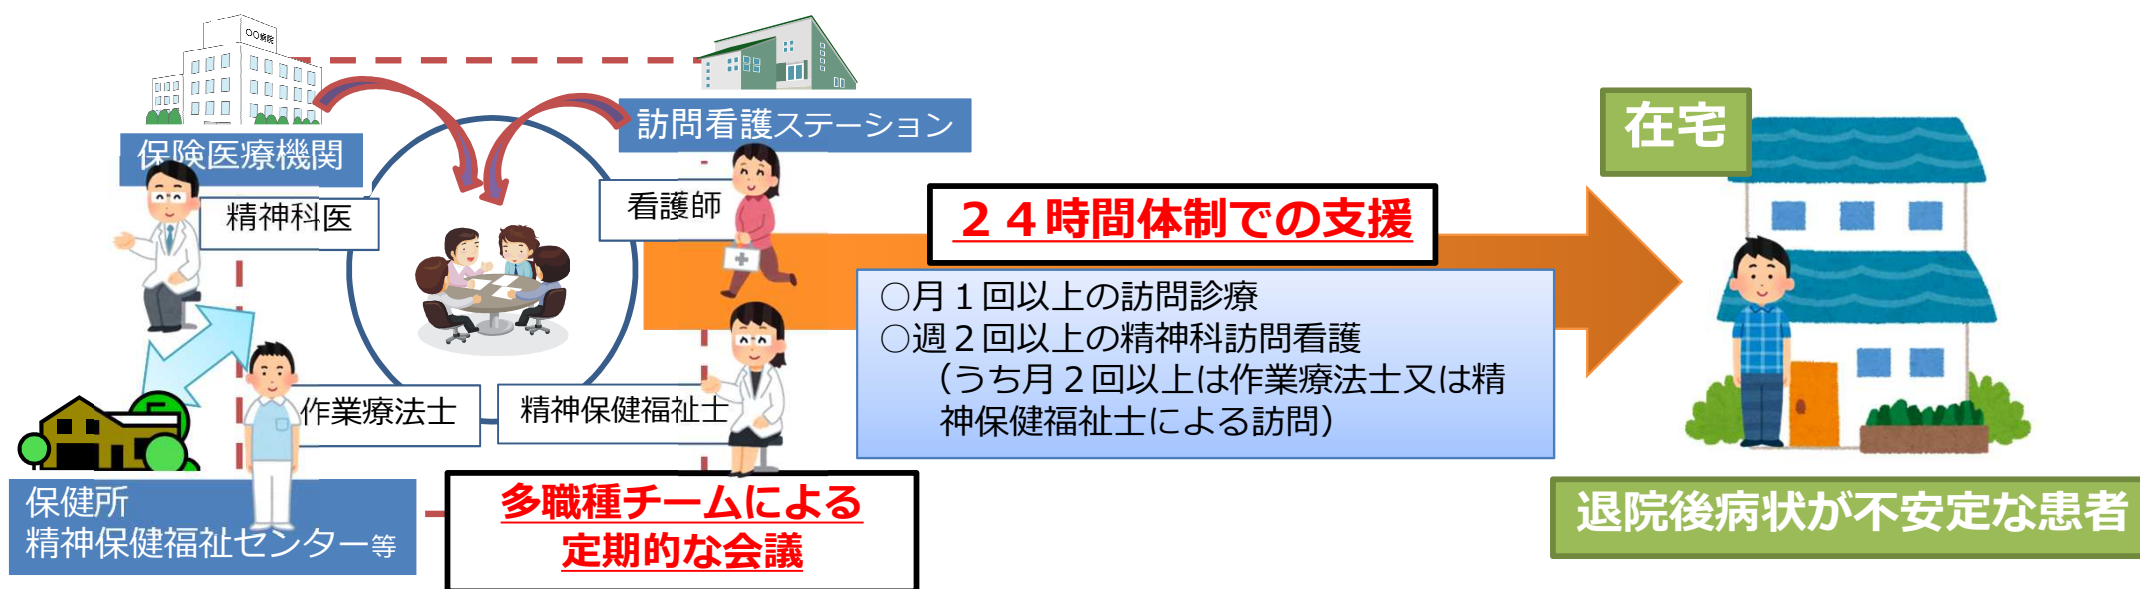 〇〇病院
保険医療機関
訪問看護ステーション
精神科医
看護師
作業療法士
精神保健福祉士
保健所
精神保健福祉センター等
多職種チームによる
定期的な会議
２４時間体制での支援
○月１回以上の訪問診療
○週２回以上の精神科訪問看護
（うち月２回以上は作業療法士又は精
神保健福祉士による訪問）
在宅
退院後病状が不安定な患者